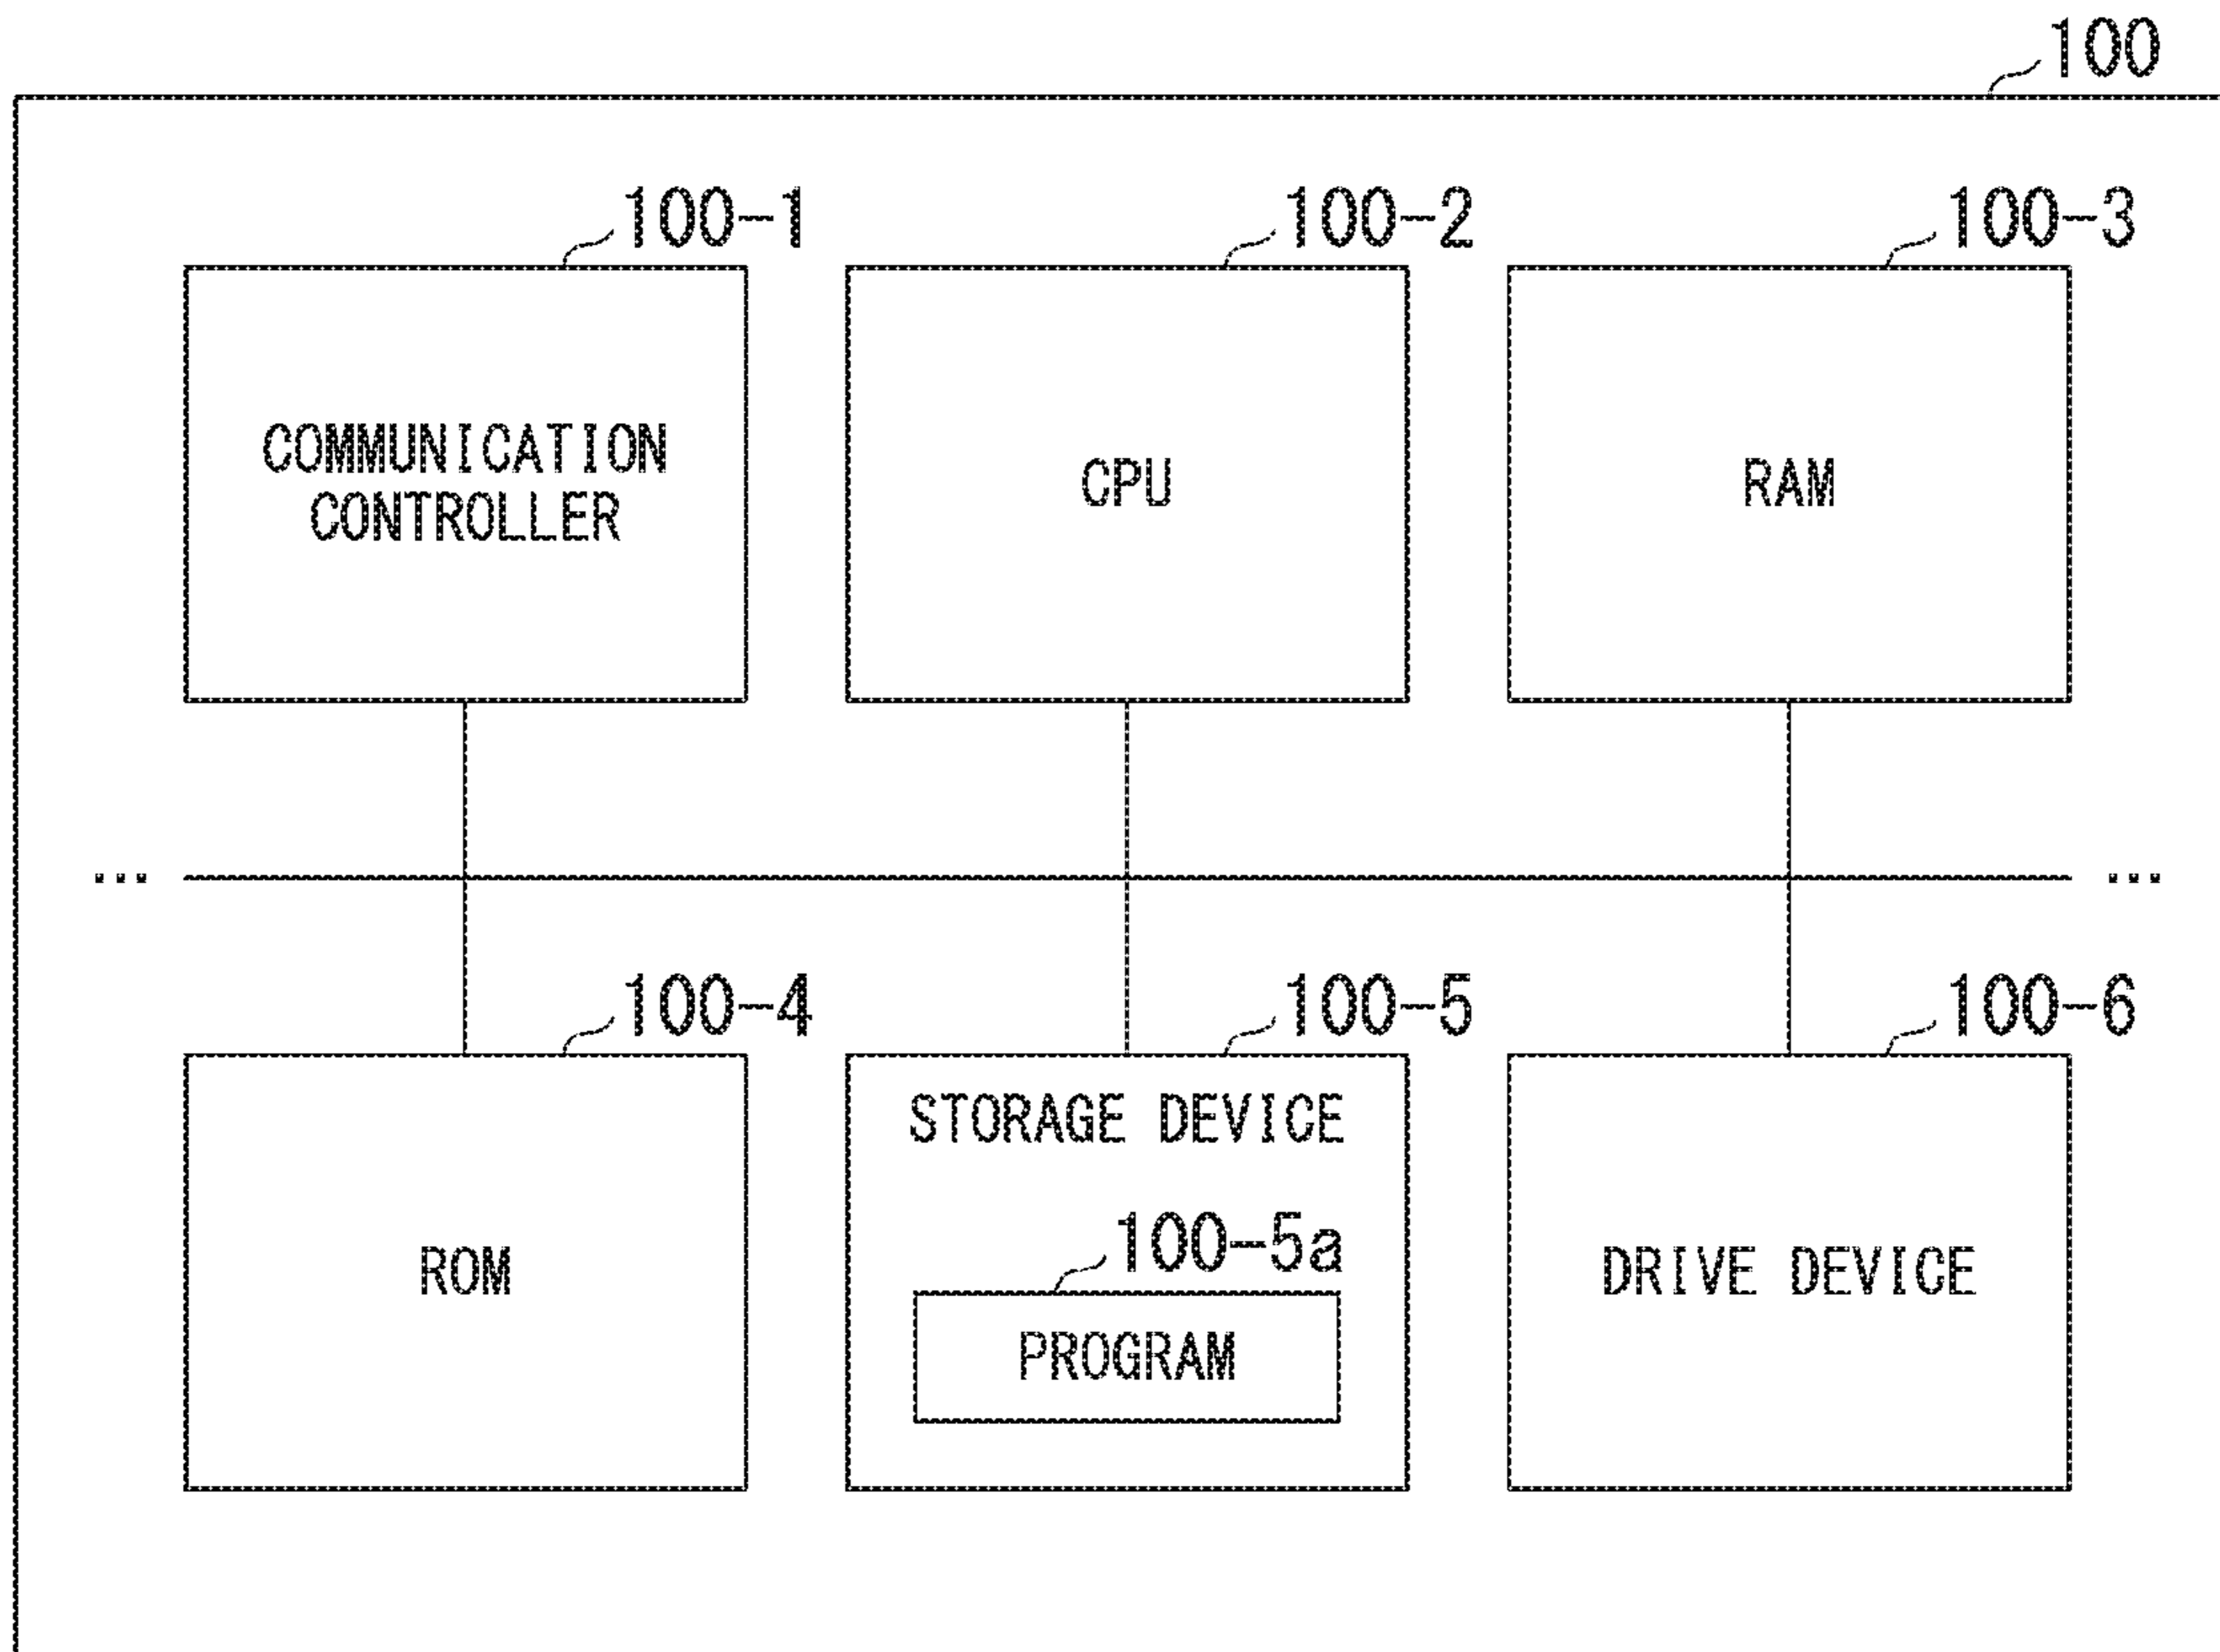 100
100-1
100-2
100-3
COMMUNICATION
CONTROLLER
CPU
RAM
... ...
100-4
100-5
100-6
ROM
STORAGE DEVICE
100-5a
PROGRAM
DRIVE DEVICE